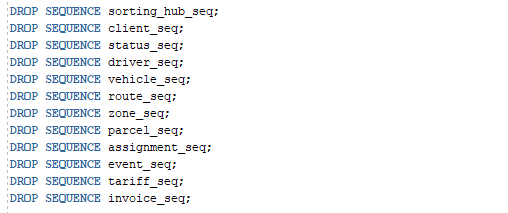 DROP SEQUENCE sorting_hub_seq;
DROP SEQUENCE client_seq;
DROP SEQUENCE status_seq;
DROP SEQUENCE driver_seq;
DROP SEQUENCE vehicle_seq;
DROP SEQUENCE route_seq;
DROP SEQUENCE zone_seq;
DROP SEQUENCE parcel_seq;
DROP SEQUENCE assignment_seq;
DROP SEQUENCE event_seq;
DROP SEQUENCE tariff_seq;
DROP SEQUENCE invoice_seq;